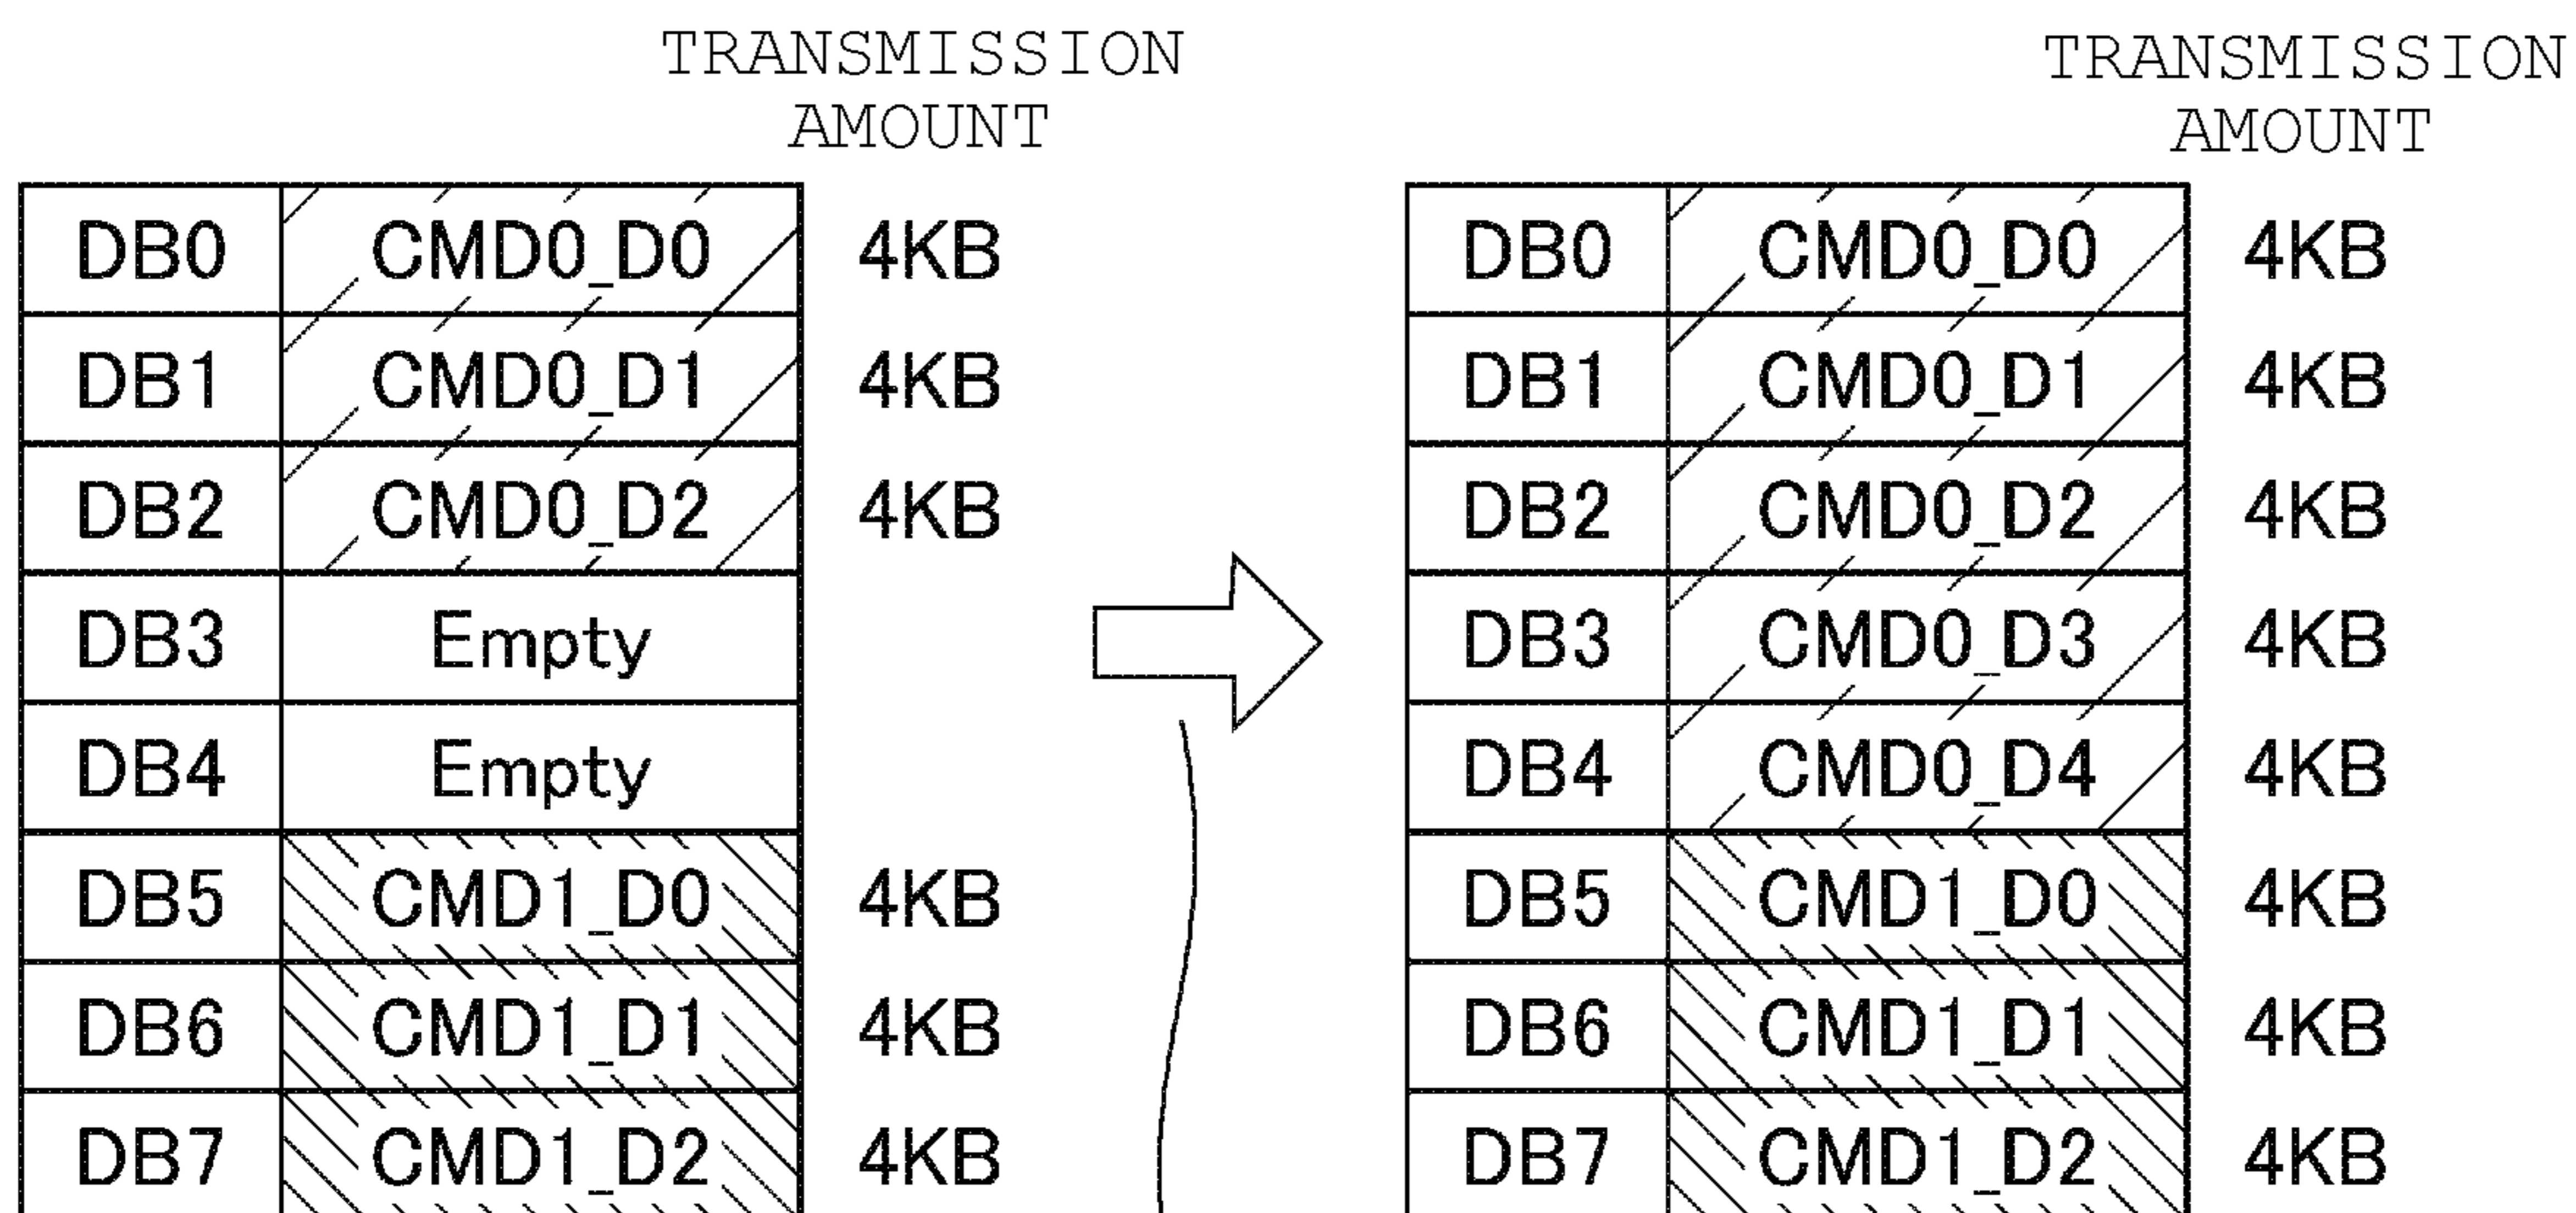 TRANSMISSION
AMOUNT
DB0 CMD0_D0 4KB
DB1 CMD0_D1 4KB
DB2 CMD0_D2 4KB
DB3 Empty
DB4 Empty
DB5 CMD1_D0 4KB
DB6 CMD1_D1 4KB
DB7 CMD1_D2 4KB
TRANSMISSION
AMOUNT
DB0 CMD0_D0 4KB
DB1 CMD0_D1 4KB
DB2 CMD0_D2 4KB
DB3 CMD0_D3 4KB
DB4 CMD0_D4 4KB
DB5 CMD1_D0 4KB
DB6 CMD1_D1 4KB
DB7 CMD1_D2 4KB